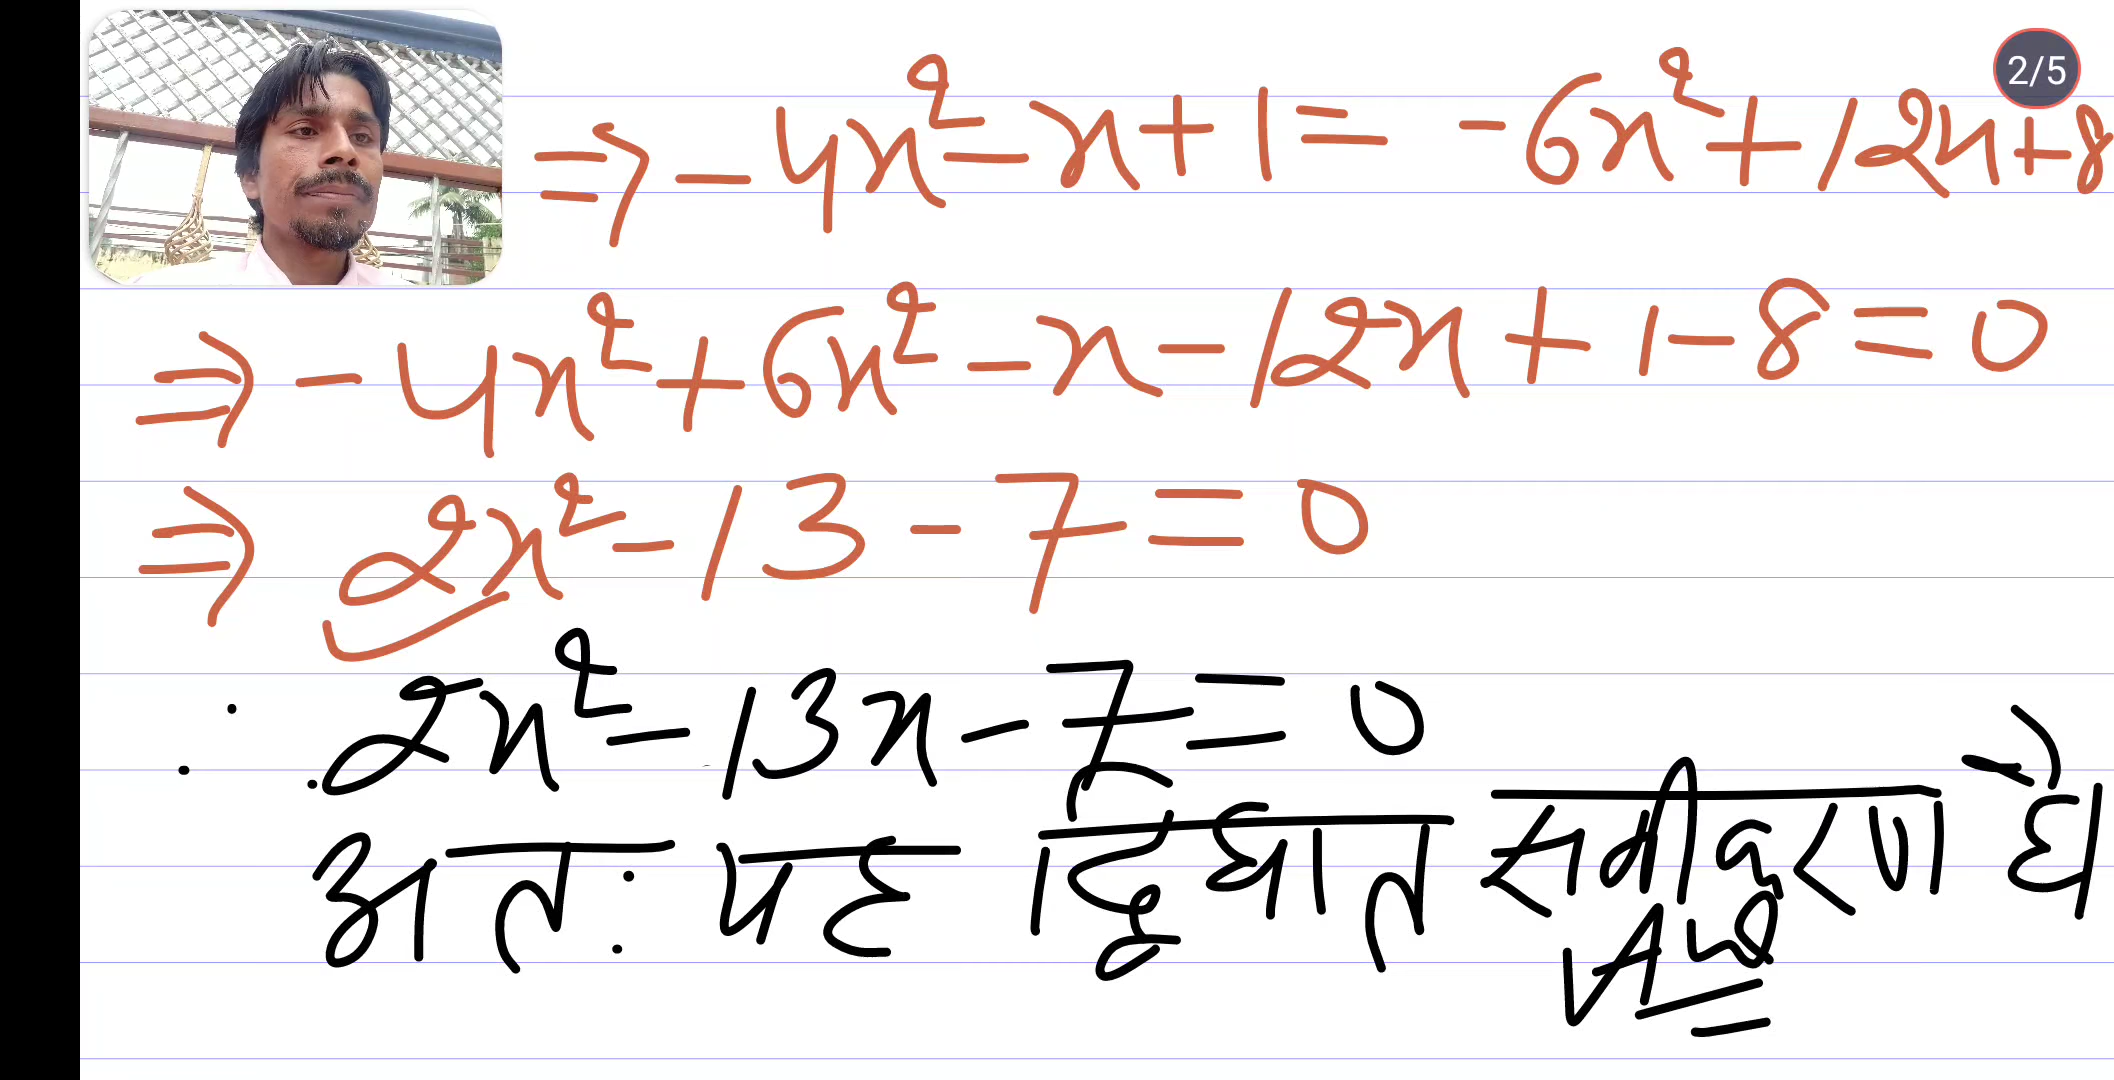 2/5
⇒ -4x²-x+1= -6x²+12x+8
⇒ -4x²+6x²-x-12x+1-8=0
⇒ 2x²-13-7=0
∴ 2x²-13x-7=0
अतः यह द्विघात समीकरण है
Ans